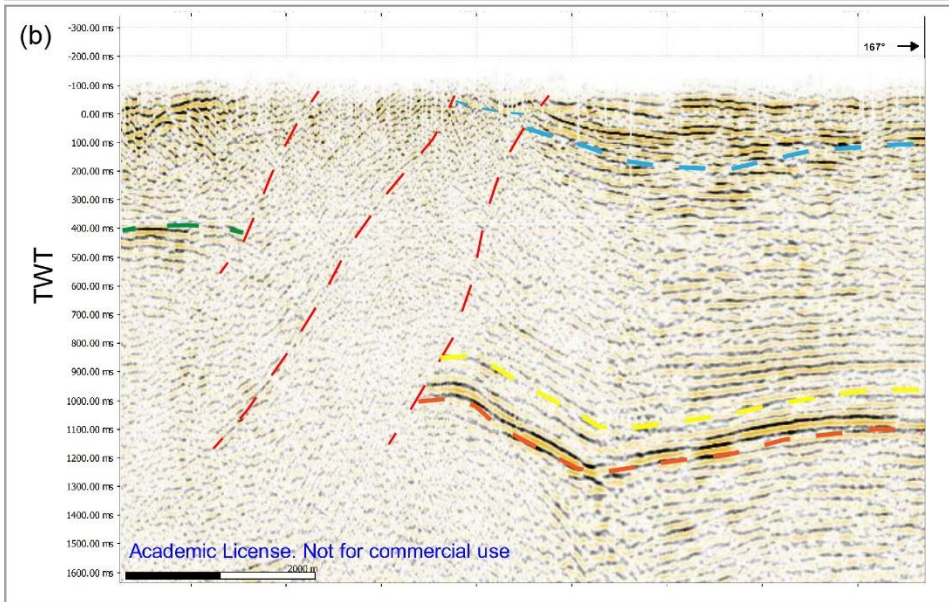 (b)
-300.00 ms
-200.00 ms
167°
-100.00 ms
0.00 ms
100.00 ms
200.00 ms
300.00 ms
400.00 ms
500.00 ms
600.00 ms
700.00 ms
800.00 ms
900.00 ms
1000.00 ms
1100.00 ms
1200.00 ms
1300.00 ms
1400.00 ms
1500.00 ms
1600.00 ms
TWT
Academic License. Not for commercial use
2000 m